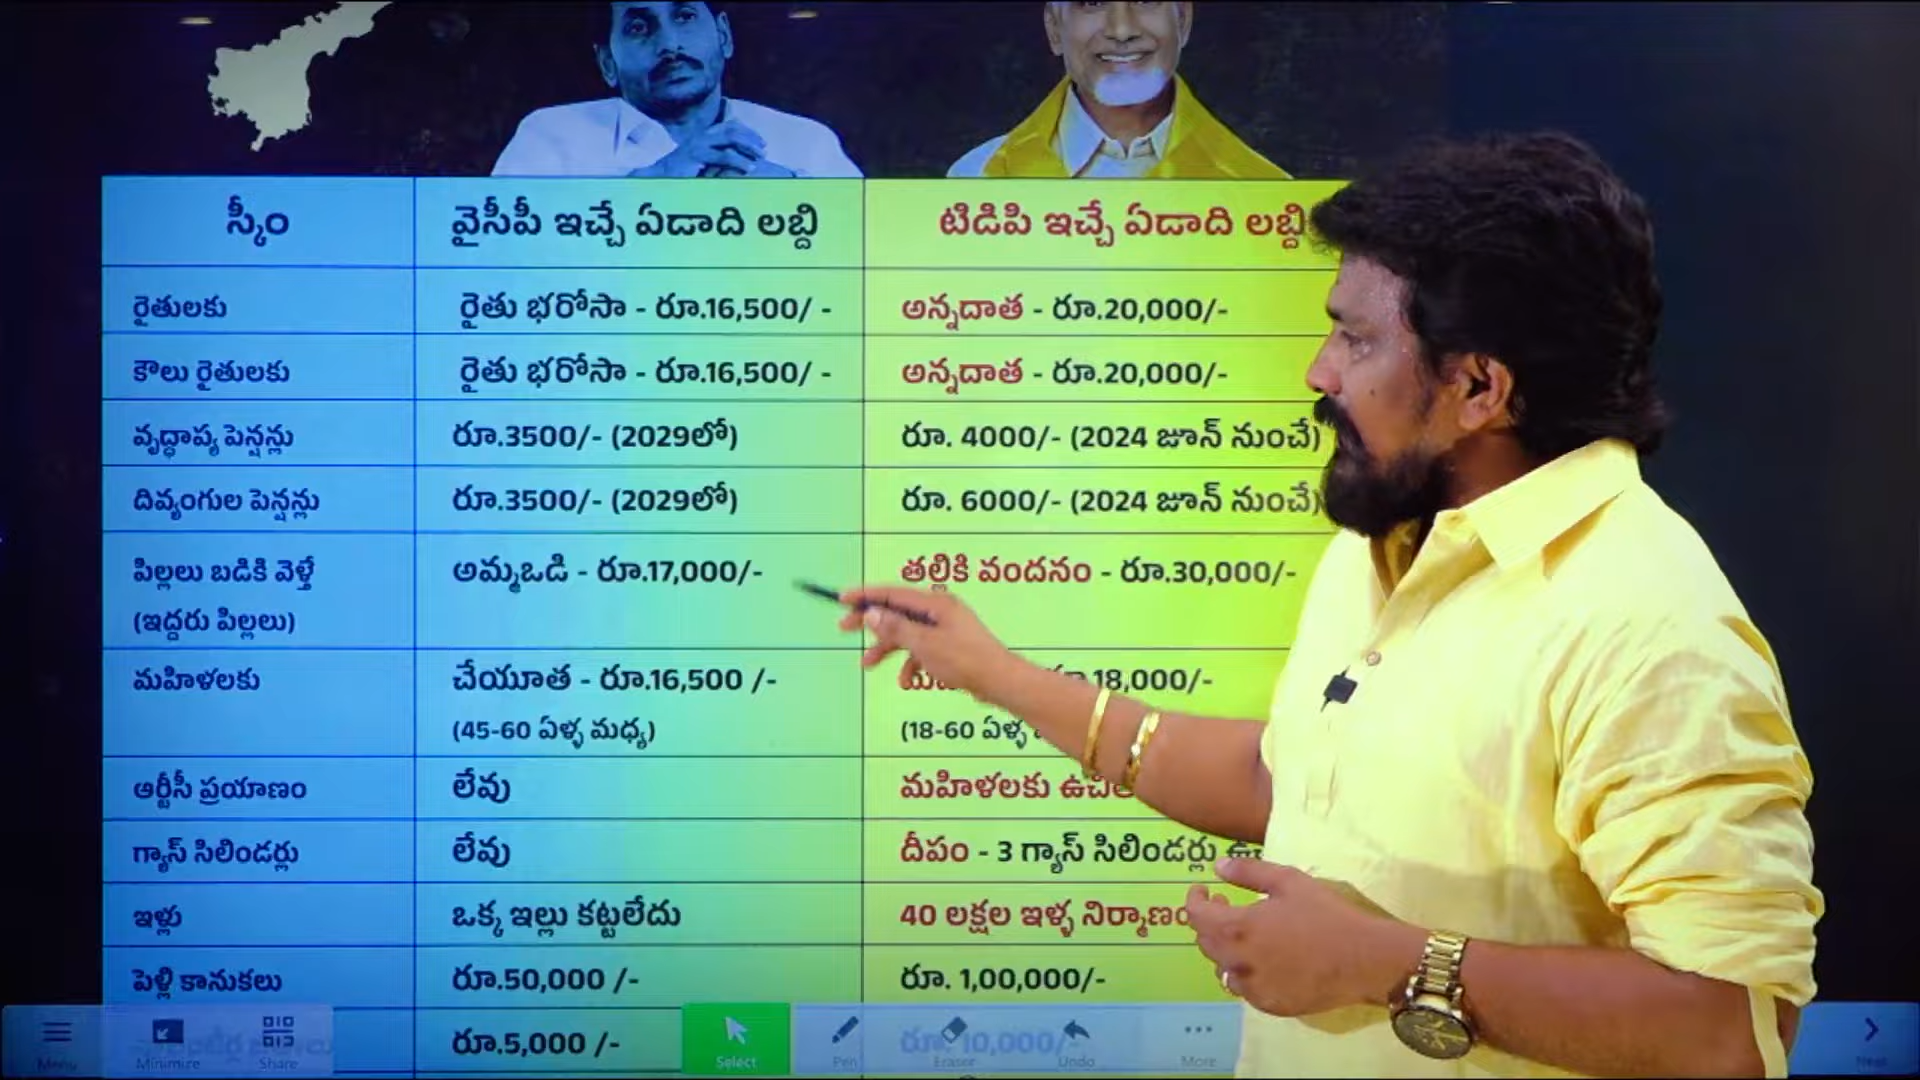 స్కీం
వైసీపీ ఇచ్చే ఏడాది లబ్ది
టిడిపి ఇచ్చే ఏడాది లబ్ది
రైతులకు
రైతు భరోసా - రూ.16,500/ -
అన్నదాత - రూ.20,000/-
కౌలు రైతులకు
రైతు భరోసా - రూ.16,500/ -
అన్నదాత - రూ.20,000/-
వృద్ధాప్య పెన్షన్లు
రూ.3500/- (2029లో)
రూ. 4000/- (2024 జూన్ నుంచే)
దివ్యంగుల పెన్షన్లు
రూ.3500/- (2029లో)
రూ. 6000/- (2024 జూన్ నుంచే)
పిల్లలు బడికి వెళ్తే
(ఇద్దరు పిల్లలు)
అమ్మఒడి - రూ.17,000/-
తల్లికి వందనం - రూ.30,000/-
మహిళలకు
చేయూత - రూ.16,500 /-
(45-60 ఏళ్ళ మధ్య)
18,000/-
(18-60 ఏళ్ళ
ఆర్టీసీ ప్రయాణం
లేవు
మహిళలకు
గ్యాస్ సిలిండర్లు
లేవు
దీపం - 3 గ్యాస్ సిలిండర్లు
ఇళ్లు
ఒక్క ఇల్లు కట్టలేదు
40 లక్షల ఇళ్ళ నిర్మాణం
పెళ్లి కానుకలు
రూ.50,000 /-
రూ. 1,00,000/-
రూ.5,000 /-
రూ. 10,000/-
Menu
Minimize
Share
Select
Pen
Eraser
Undo
More
Next